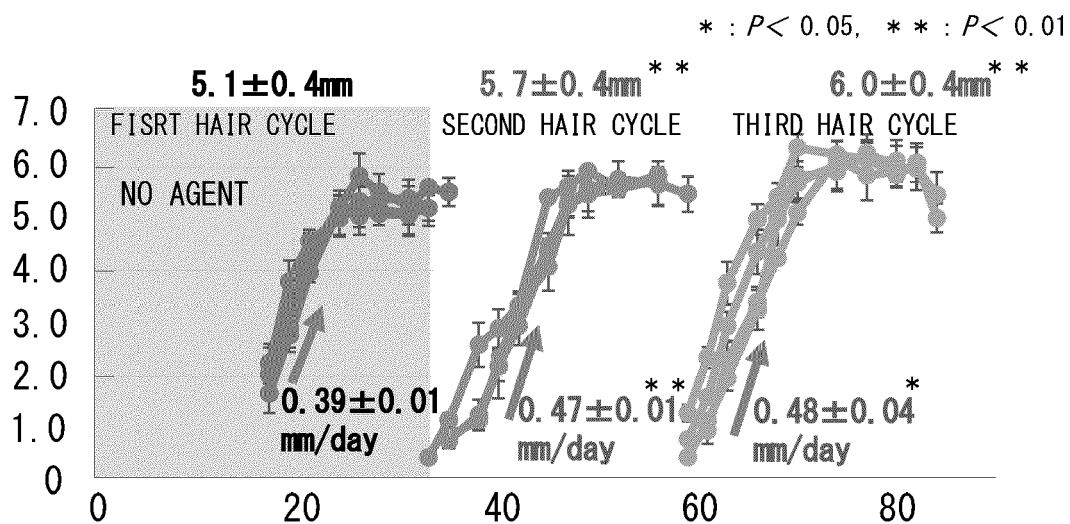 * : P< 0.05, ** : P< 0.01
5.1±0.4mm 5.7±0.4mm** 6.0±0.4mm**
7.0
FISRT HAIR CYCLE SECOND HAIR CYCLE THIRD HAIR CYCLE
6.0
NO AGENT
5.0
4.0
3.0
2.0
0.39±0.01 0.47±0.01** 0.48±0.04*
1.0
mm/day mm/day mm/day
0
0 20 40 60 80